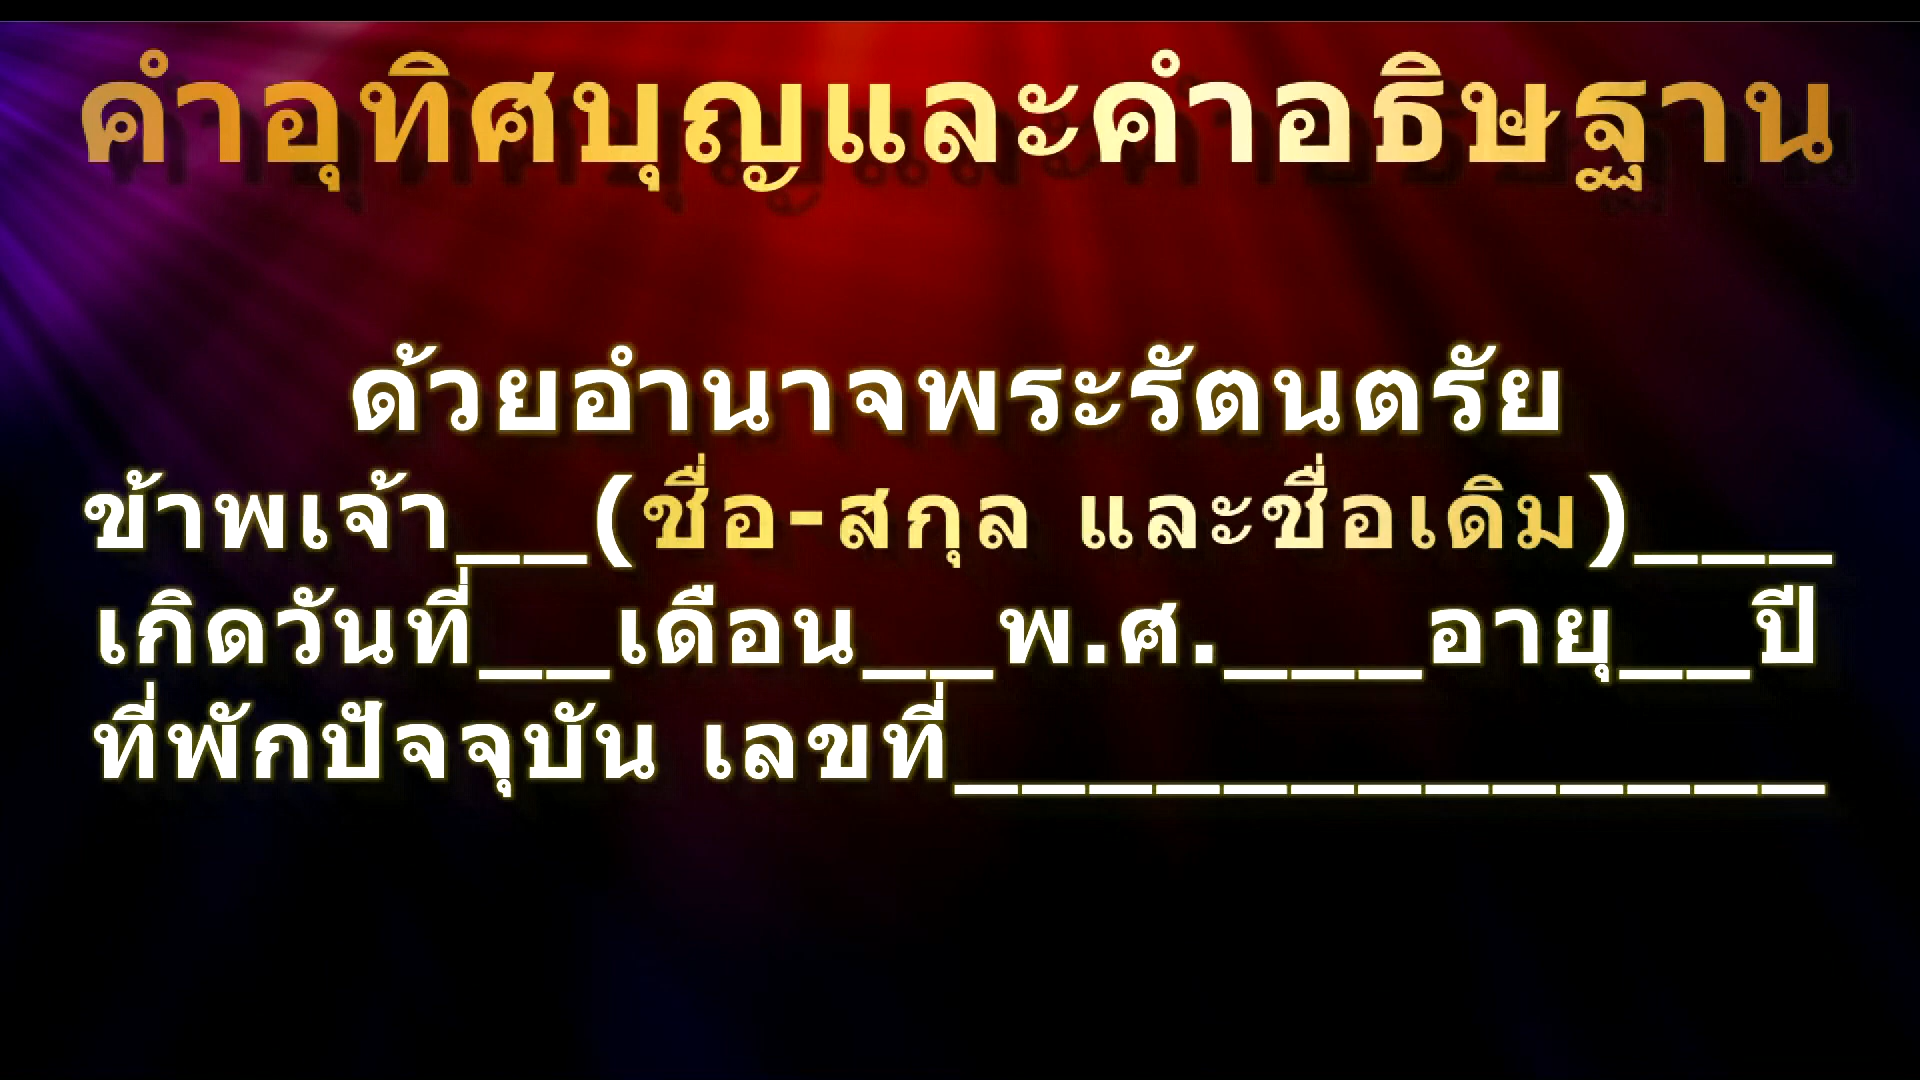 คำอุทิศบุญและคำอธิษฐาน
ด้วยอำนาจพระรัตนตรัย
ข้าพเจ้า__(ชื่อ-สกุล และชื่อเดิม)___
เกิดวันที่__เดือน__พ.ศ.___อายุ__ปี
ที่พักปัจจุบัน เลขที่_____________